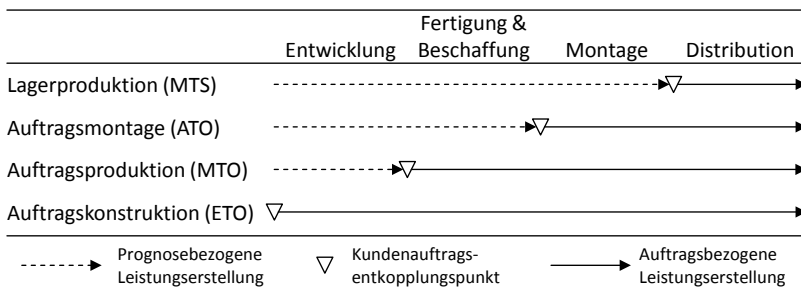 Entwicklung Fertigung & Beschaffung Montage Distribution
Lagerproduktion (MTS)
Auftragsmontage (ATO)
Auftragsproduktion (MTO)
Auftragskonstruktion (ETO)
Prognosebezogene
Leistungserstellung
Kundenauftrags-
entkopplungspunkt
Auftragsbezogene
Leistungserstellung